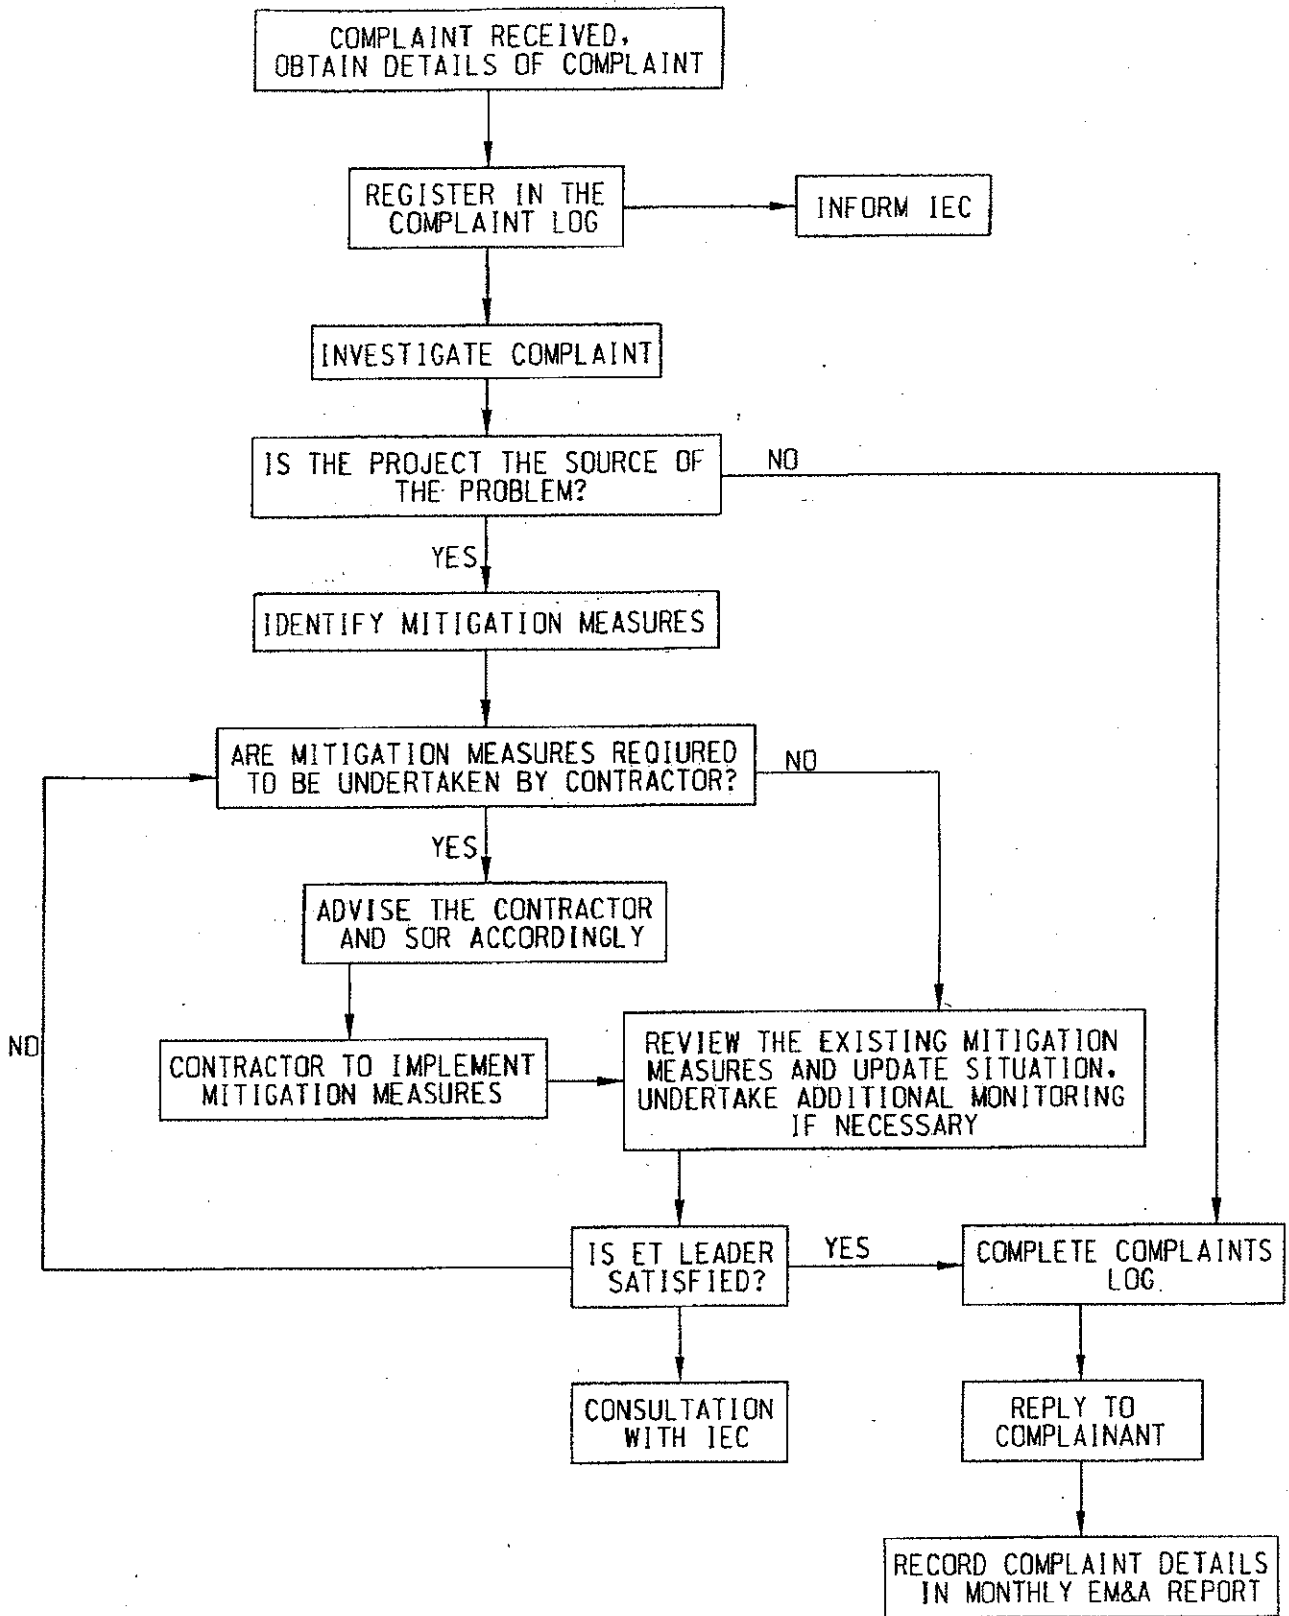 COMPLAINT RECEIVED,
OBTAIN DETAILS OF COMPLAINT
REGISTER IN THE
COMPLAINT LOG
INFORM IEC
INVESTIGATE COMPLAINT
IS THE PROJECT THE SOURCE OF
THE PROBLEM?
NO
YES
IDENTIFY MITIGATION MEASURES
ARE MITIGATION MEASURES REQIURED
TO BE UNDERTAKEN BY CONTRACTOR?
NO
YES
ADVISE THE CONTRACTOR
AND SOR ACCORDINGLY
NO
CONTRACTOR TO IMPLEMENT
MITIGATION MEASURES
REVIEW THE EXISTING MITIGATION
MEASURES AND UPDATE SITUATION.
UNDERTAKE ADDITIONAL MONITORING
IF NECESSARY
IS ET LEADER
SATISFIED?
YES
COMPLETE COMPLAINTS
LOG
CONSULTATION
WITH IEC
REPLY TO
COMPLAINANT
RECORD COMPLAINT DETAILS
IN MONTHLY EM&A REPORT